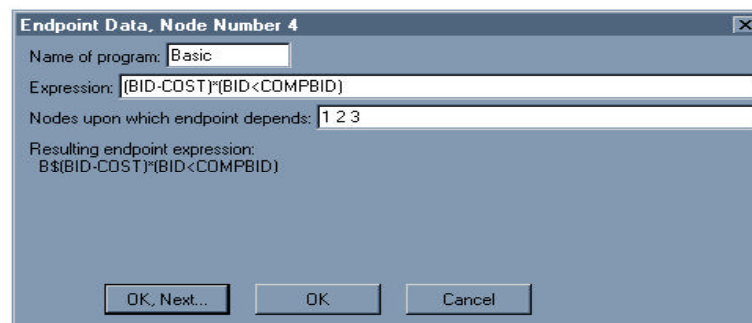 Endpoint Data, Node Number 4
Name of program: Basic
Expression: (BID-COST)*(BID<COMPBID)
Nodes upon which endpoint depends: 1 2 3
Resulting endpoint expression:
B$(BID-COST)*(BID<COMPBID)
OK, Next... OK Cancel